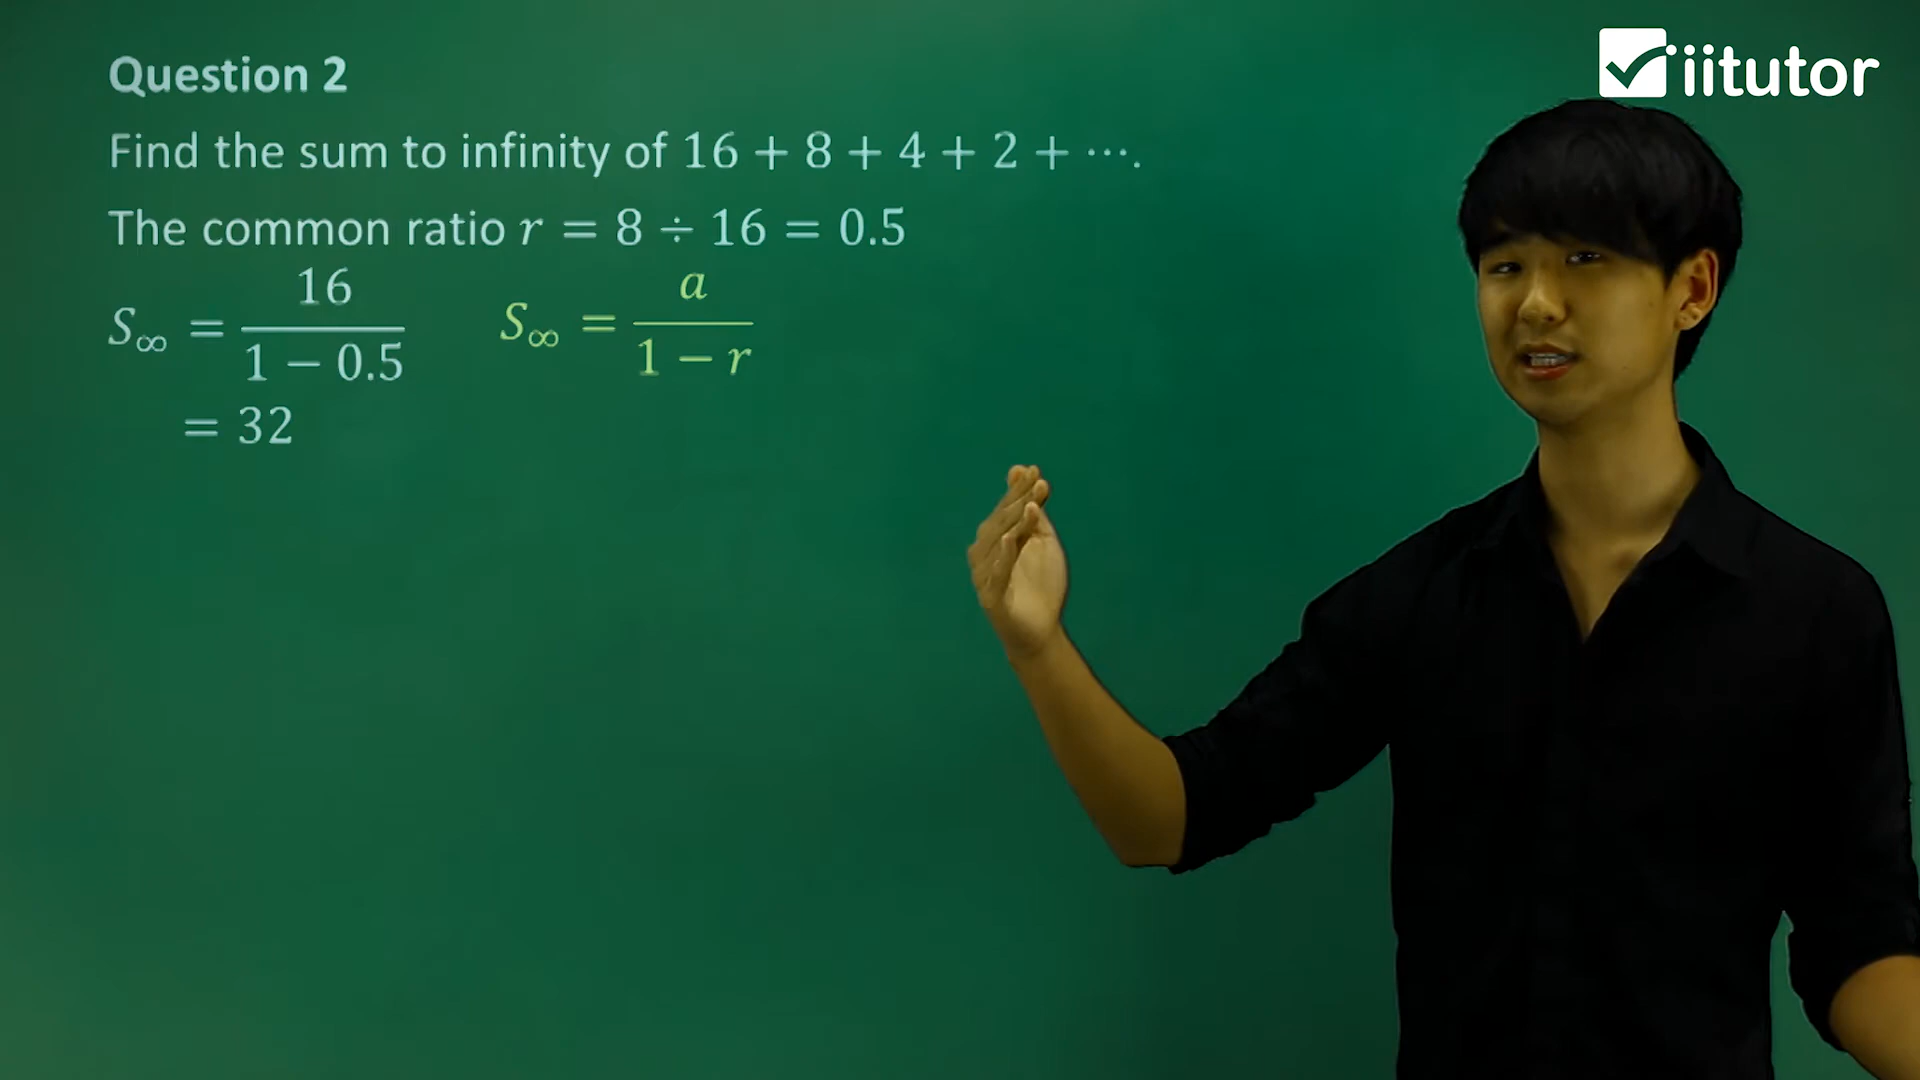 iitutor
Question 2
Find the sum to infinity of 16 + 8 + 4 + 2 + ⋯.
The common ratio r = 8 ÷ 16 = 0.5
S∞ = 16 / (1 − 0.5)    S∞ = a / (1 − r)
= 32